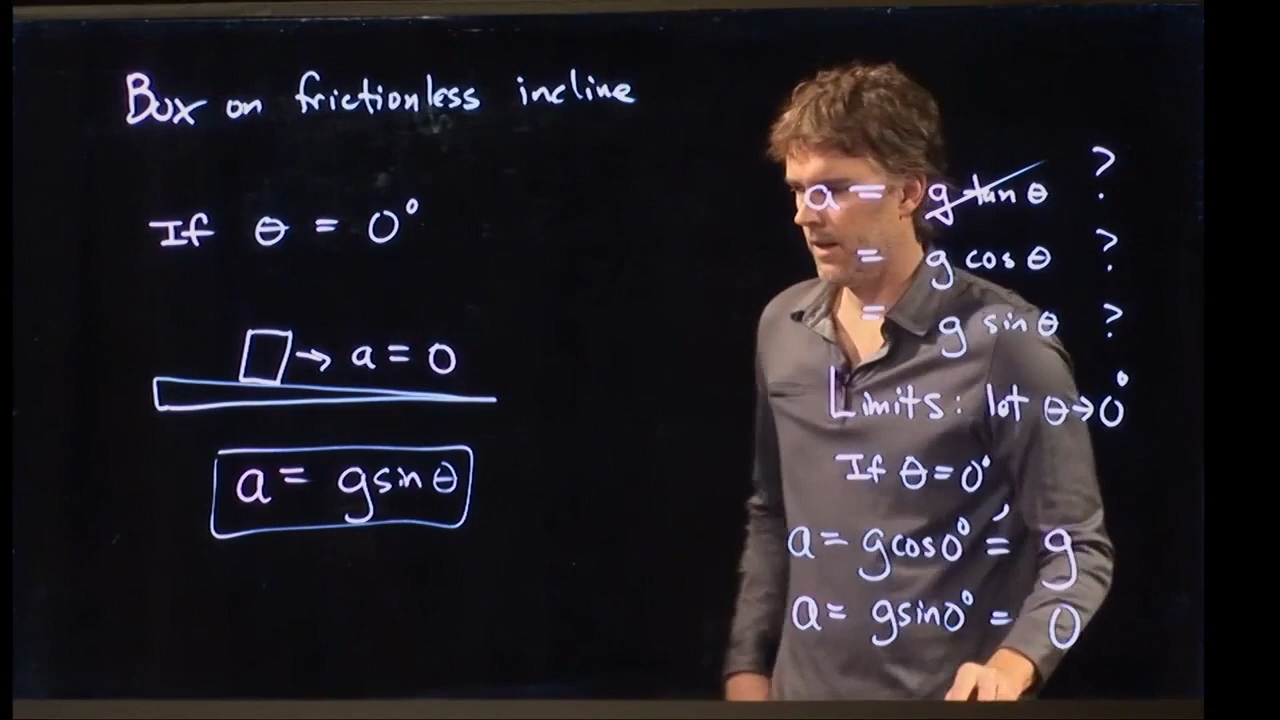 Box on frictionless incline
If θ = 0°
→ a = 0
a = g sin θ
a = g tan θ ?
= g cos θ ?
= g sin θ ?
Limits: let θ→0°
If θ=0°,
a = g cos 0° = g
a = g sin 0° = 0